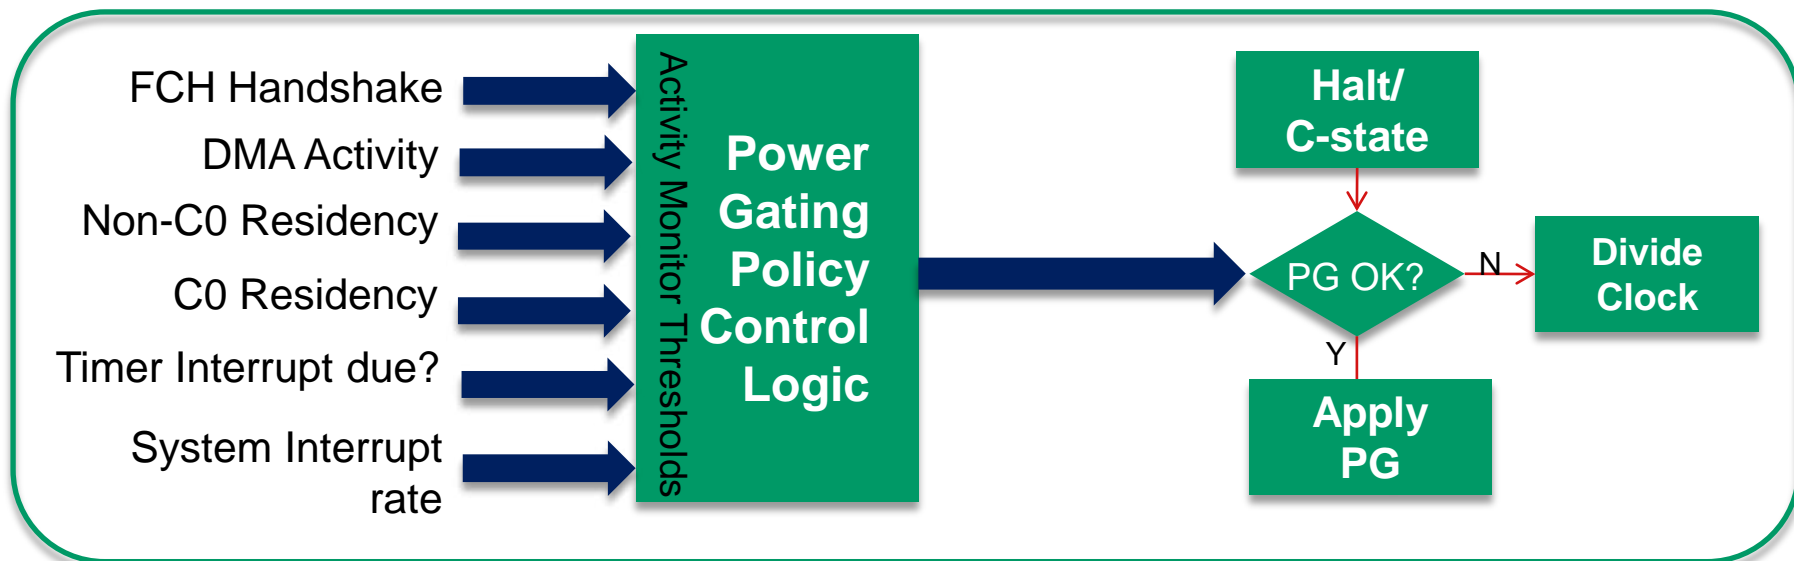 FCH Handshake
DMA Activity
Non-C0 Residency
C0 Residency
Timer Interrupt due?
System Interrupt
rate
Activity Monitor Thresholds
Power
Gating
Policy
Control
Logic
Halt/
C-state
PG OK?
N
Divide
Clock
Y
Apply
PG